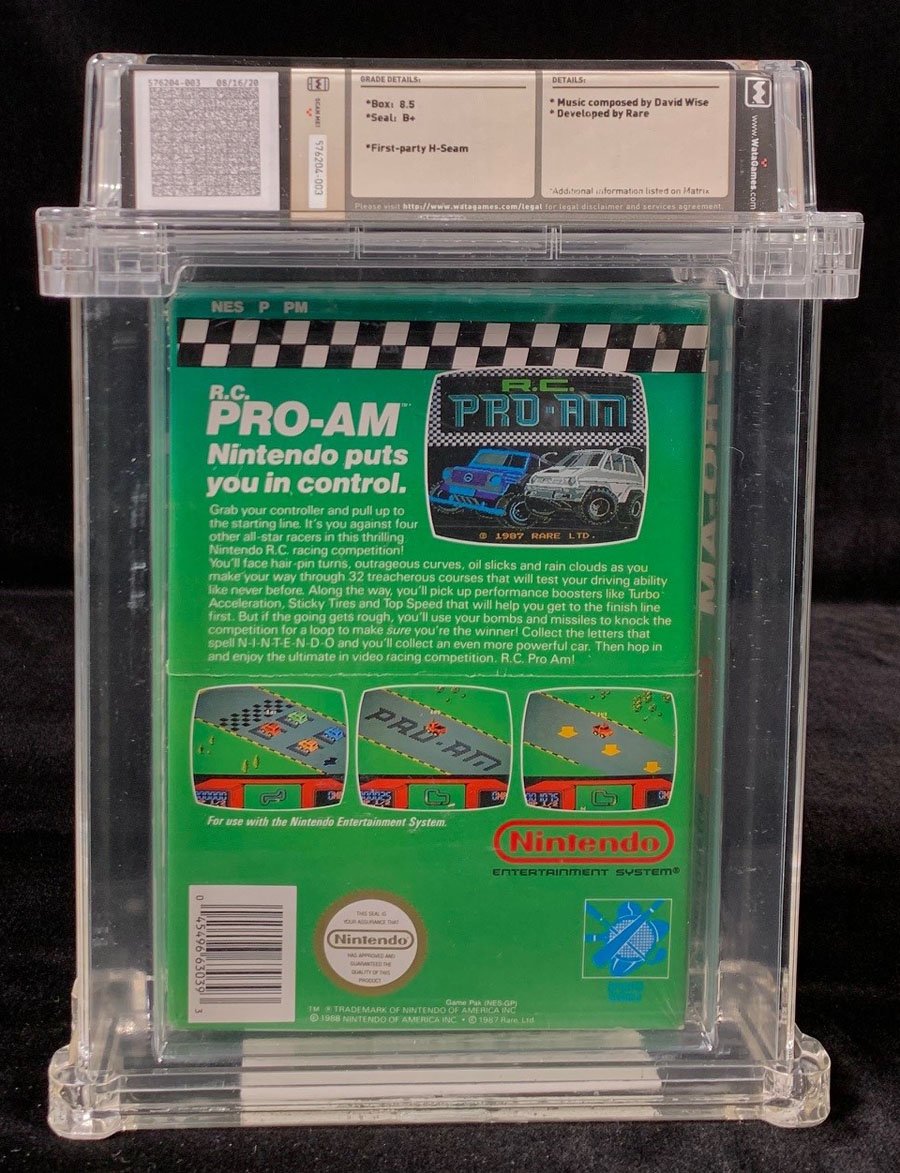 576204-003 08/16/20
SCAN ME!
576204-003
GRADE DETAILS:
*Box: 8.5
*Seal: B+
*First-party H-Seam
DETAILS:
* Music composed by David Wise
* Developed by Rare
*Additional information listed on Matrix
www.WataGames.com
Please visit http://www.watagames.com/legal for legal disclaimer and services agreement.
NES P PM
R.C.
PRO-AM™
Nintendo puts
you in control.
R.C.
PRO-AM
© 1987 RARE LTD.
Grab your controller and pull up to
the starting line. It's you against four
other all-star racers in this thrilling
Nintendo R.C. racing competition!
You'll face hair-pin turns, outrageous curves, oil slicks and rain clouds as you
make your way through 32 treacherous courses that will test your driving ability
like never before. Along the way, you'll pick up performance boosters like Turbo
Acceleration, Sticky Tires and Top Speed that will help you get to the finish line
first. But if the going gets rough, you'll use your bombs and missiles to knock the
competition for a loop to make sure you're the winner! Collect the letters that
spell N-I-N-T-E-N-D-O and you'll collect an even more powerful car. Then hop in
and enjoy the ultimate in video racing competition. R.C. Pro Am!
PRO-AM
For use with the Nintendo Entertainment System.
Nintendo
ENTERTAINMENT SYSTEM®
0 45496 63039 3
THIS SEAL IS
YOUR ASSURANCE THAT
Nintendo
HAS APPROVED AND
GUARANTEED THE
QUALITY OF THIS
PRODUCT
Game Pak (NES-GP)
TM ® TRADEMARK OF NINTENDO OF AMERICA INC
© 1988 NINTENDO OF AMERICA INC. • © 1987 Rare, Ltd.